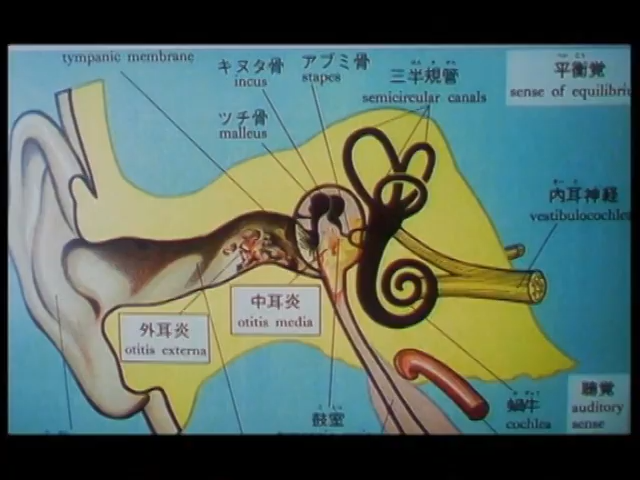 tympanic membrane
キヌタ骨
incus
アブミ骨
stapes
三半規管
semicircular canals
平衡覚
sense of equilibriu
ツチ骨
malleus
内耳神経
vestibulocochlea
中耳炎
otitis media
外耳炎
otitis externa
鼓室
蝸牛
cochlea
聴覚
auditory
sense